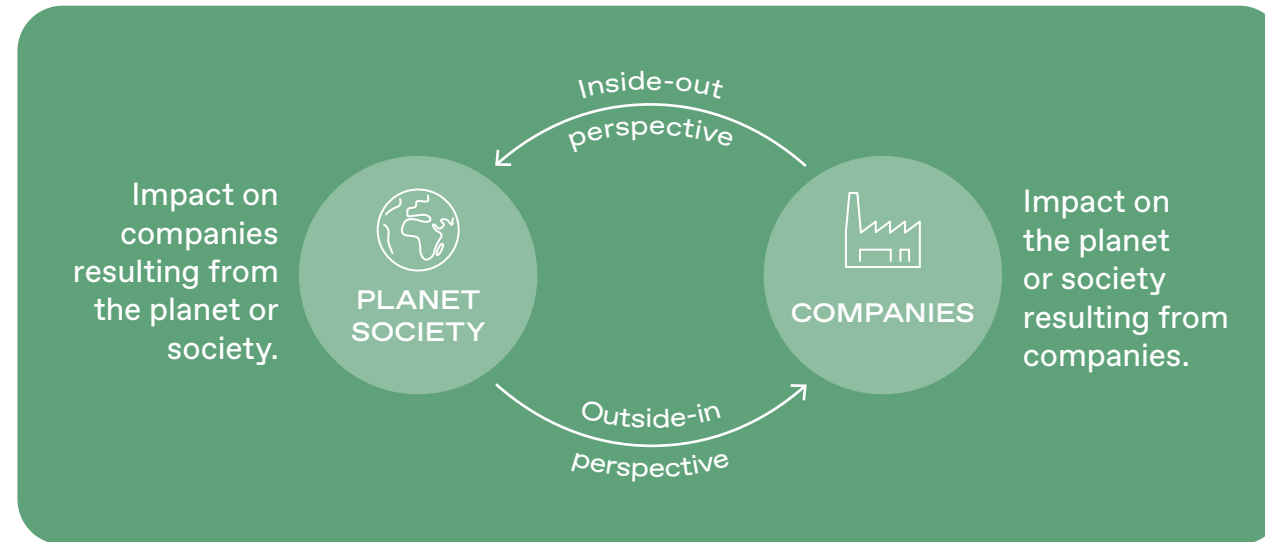 Inside-out
perspective
Impact on
companies
resulting from
the planet or
society.
PLANET
SOCIETY
COMPANIES
Impact on
the planet
or society
resulting from
companies.
Outside-in
perspective